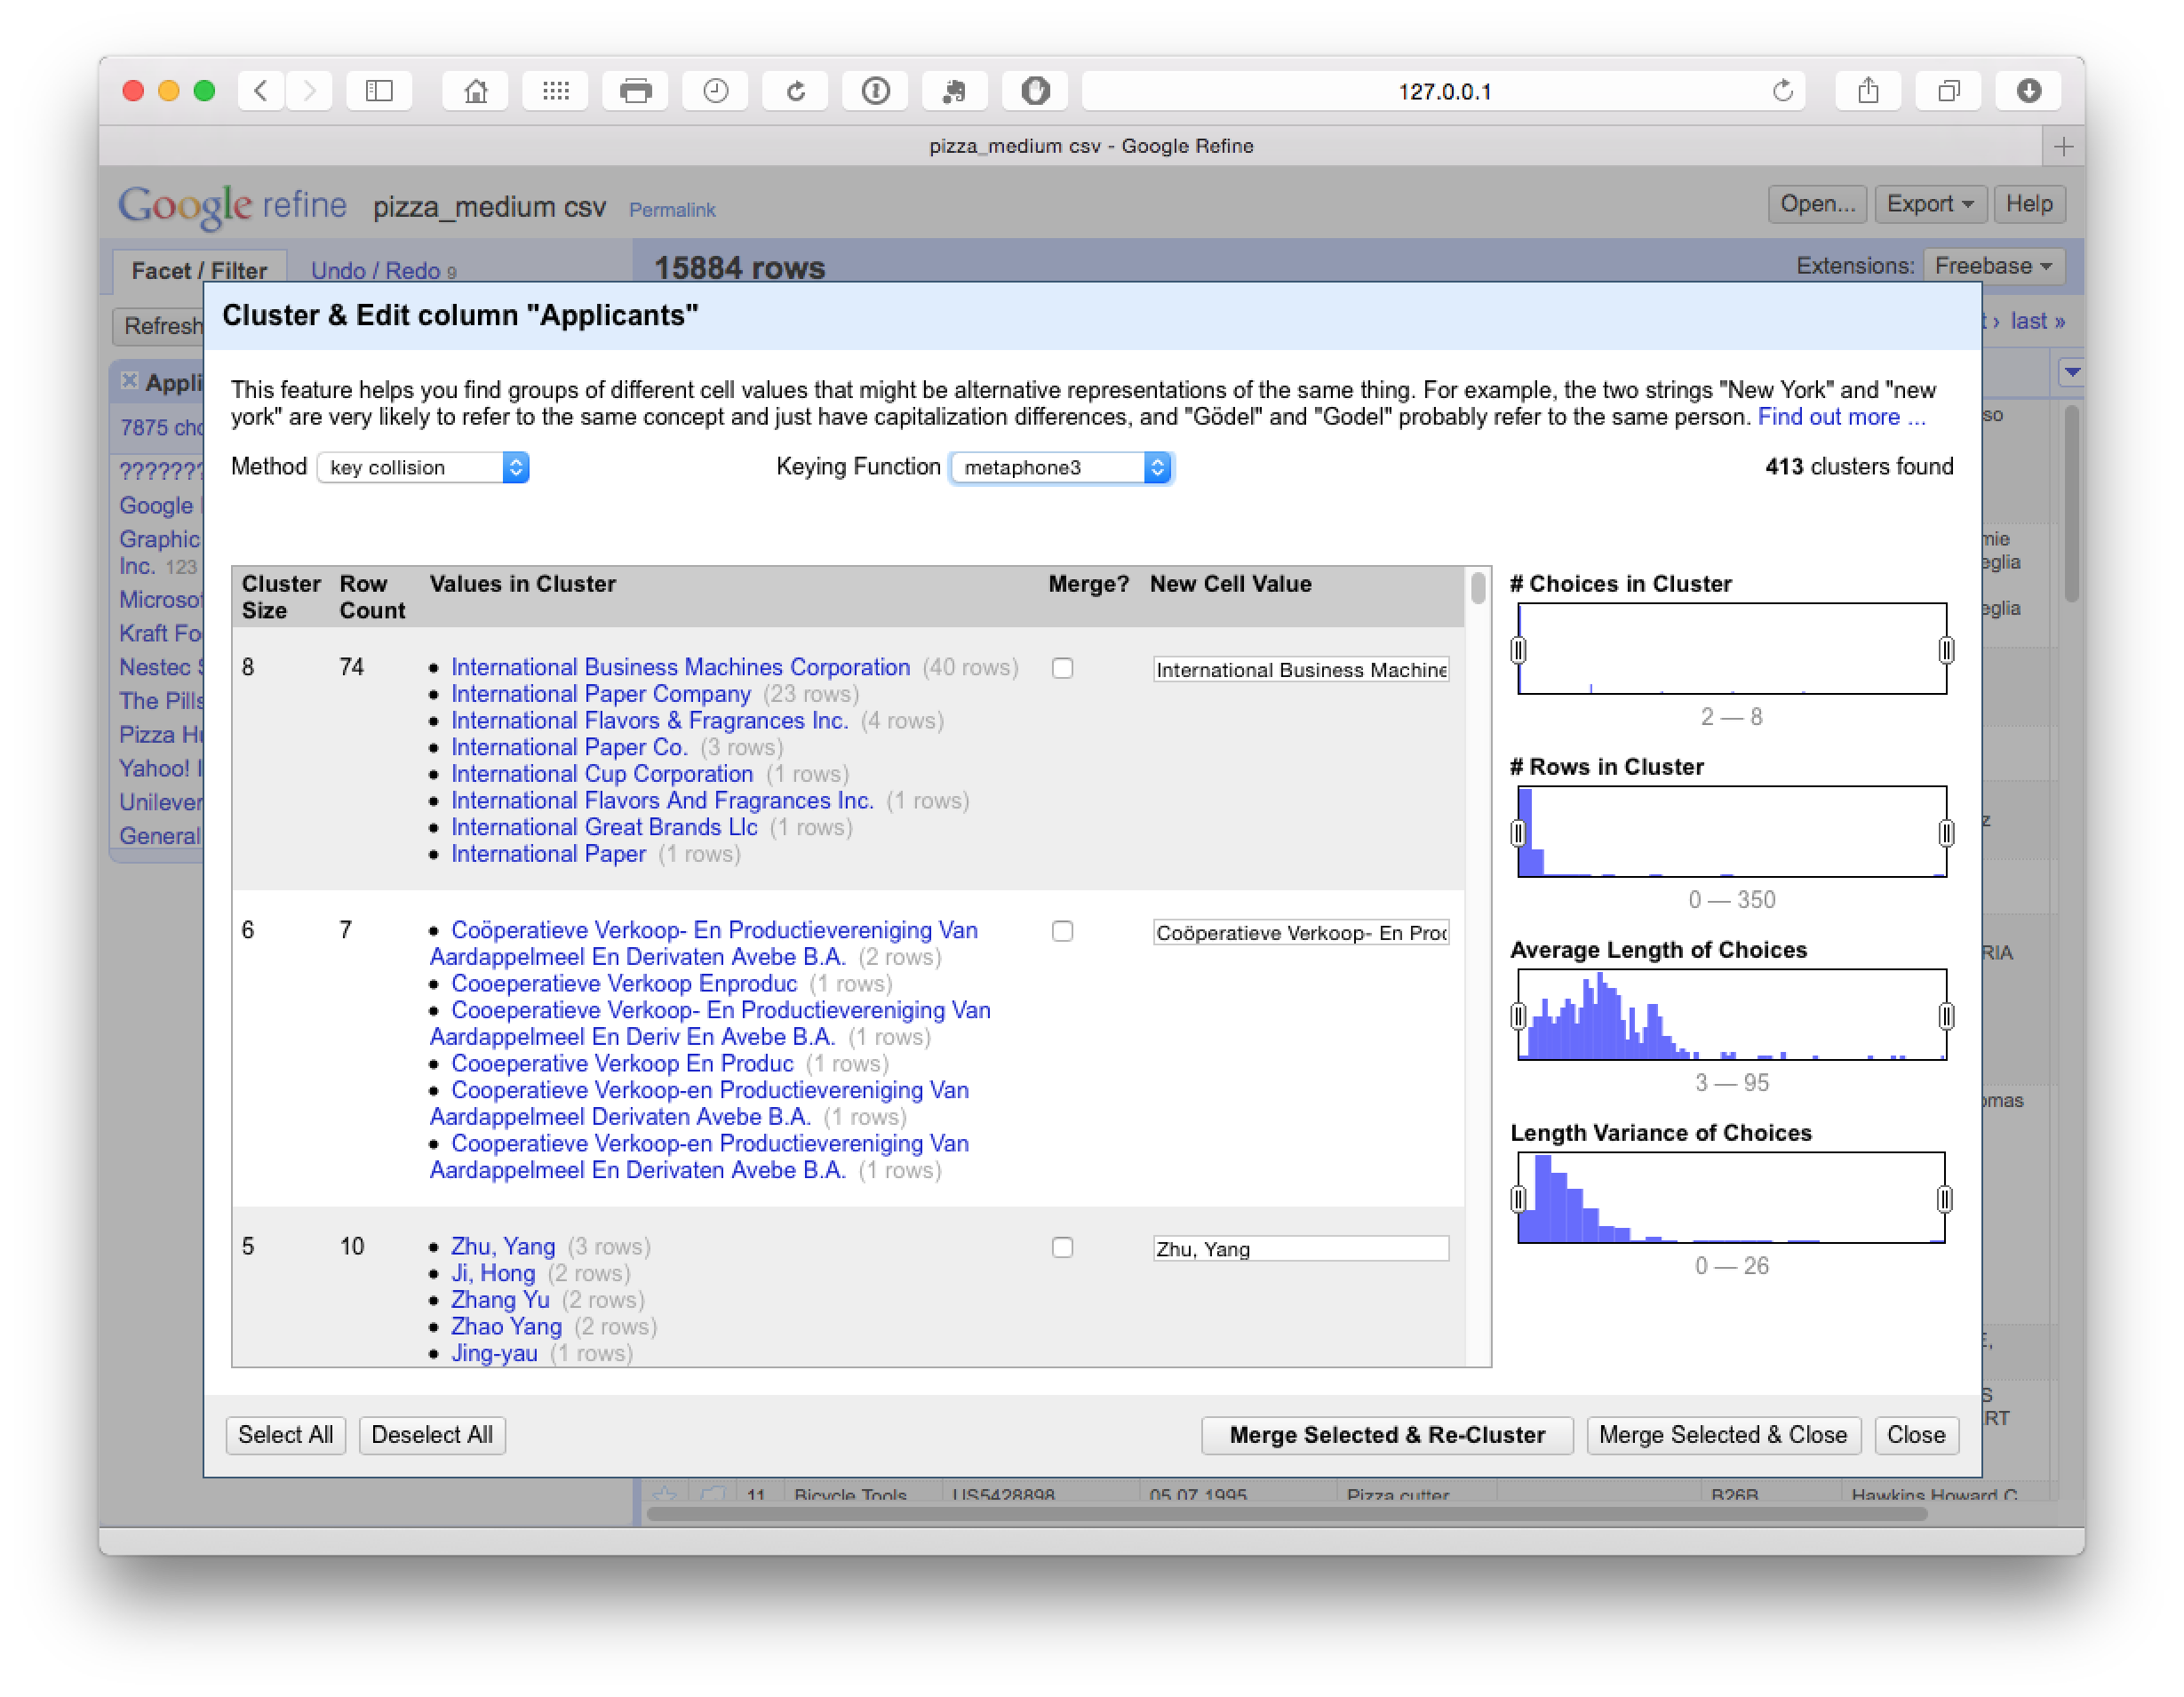 127.0.0.1
pizza_medium csv - Google Refine
Google refine pizza_medium csv Permalink
Open... Export Help
Facet / Filter Undo / Redo 9
15884 rows
Extensions: Freebase
Refresh
last »
Cluster & Edit column "Applicants"
This feature helps you find groups of different cell values that might be alternative representations of the same thing. For example, the two strings "New York" and "new
york" are very likely to refer to the same concept and just have capitalization differences, and "Gödel" and "Godel" probably refer to the same person. Find out more ...
Method key collision Keying Function metaphone3 413 clusters found
Appli
7875 cho
???????
Google
Graphic
Inc. 123
Microsof
Kraft Fo
Nestec S
The Pills
Pizza Hu
Yahoo! I
Unilever
General
Cluster Size Row Count Values in Cluster Merge? New Cell Value
8 74
• International Business Machines Corporation (40 rows)
International Business Machine
• International Paper Company (23 rows)
• International Flavors & Fragrances Inc. (4 rows)
• International Paper Co. (3 rows)
• International Cup Corporation (1 rows)
• International Flavors And Fragrances Inc. (1 rows)
• International Great Brands Llc (1 rows)
• International Paper (1 rows)
6 7
• Coöperatieve Verkoop- En Productievereniging Van
Aardappelmeel En Derivaten Avebe B.A. (2 rows)
Coöperatieve Verkoop- En Proc
• Cooeperatieve Verkoop Enproduc (1 rows)
• Cooeperatieve Verkoop- En Productievereniging Van
Aardappelmeel En Deriv En Avebe B.A. (1 rows)
• Cooeperative Verkoop En Produc (1 rows)
• Cooperatieve Verkoop-en Productievereniging Van
Aardappelmeel Derivaten Avebe B.A. (1 rows)
• Cooperatieve Verkoop-en Productievereniging Van
Aardappelmeel En Derivaten Avebe B.A. (1 rows)
5 10
• Zhu, Yang (3 rows)
Zhu, Yang
• Ji, Hong (2 rows)
• Zhang Yu (2 rows)
• Zhao Yang (2 rows)
• Jing-yau (1 rows)
# Choices in Cluster
2 — 8
# Rows in Cluster
0 — 350
Average Length of Choices
3 — 95
Length Variance of Choices
0 — 26
so
mie
eglia
eglia
z
RIA
omas
E,
S
RT
Select All Deselect All Merge Selected & Re-Cluster Merge Selected & Close Close
11 Bicycle Tools US5428898 05.07.1995 Pizza cutter B26B Hawkins Howard C